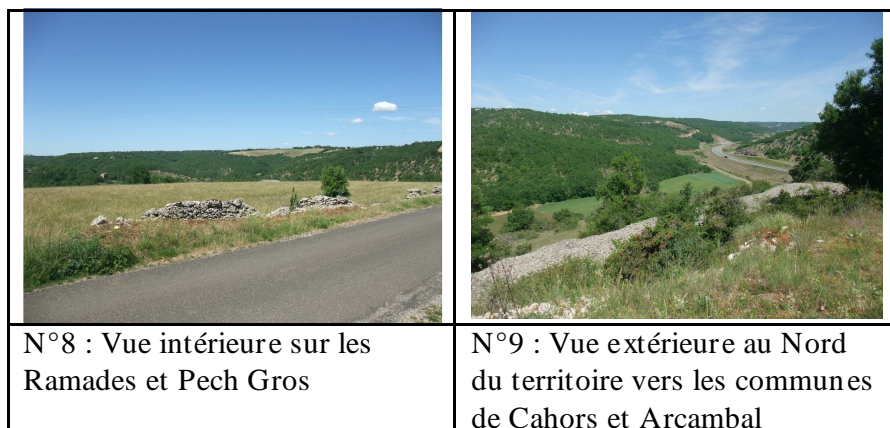 N°8 : Vue intérieure sur les
Ramades et Pech Gros
N°9 : Vue extérieure au Nord
du territoire vers les communes
de Cahors et Arcambal